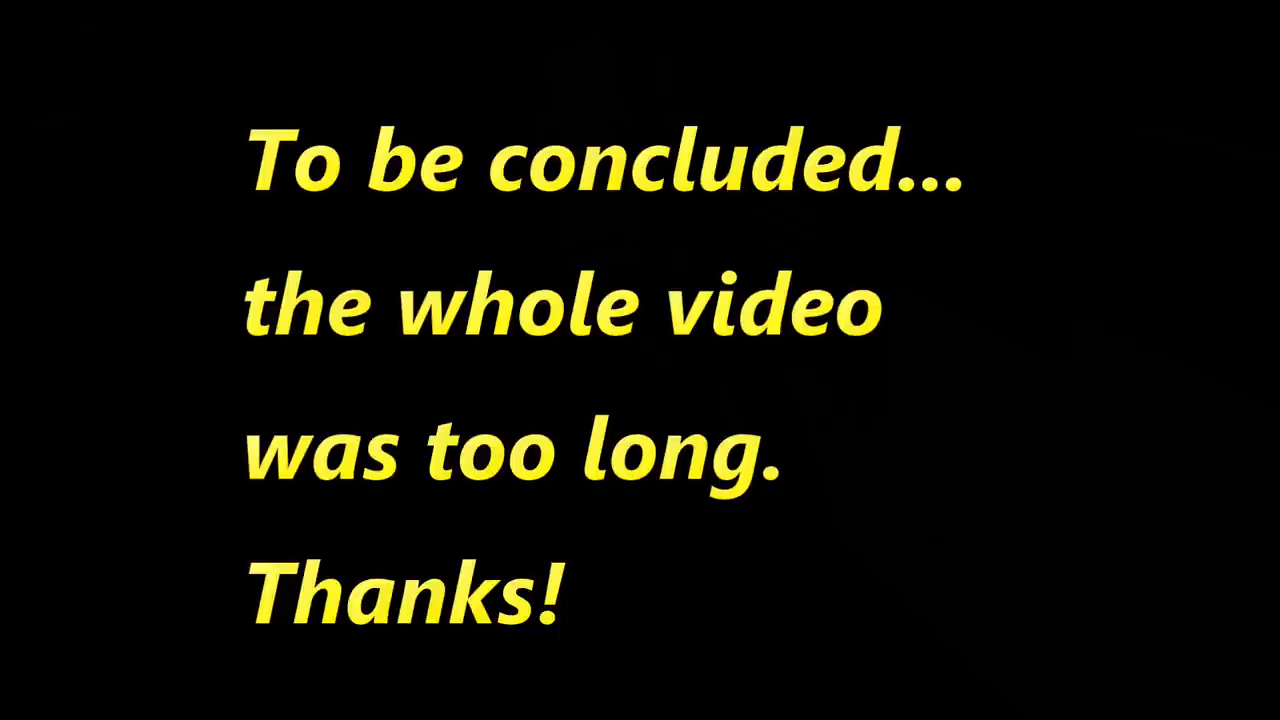 To be concluded...
the whole video
was too long.
Thanks!